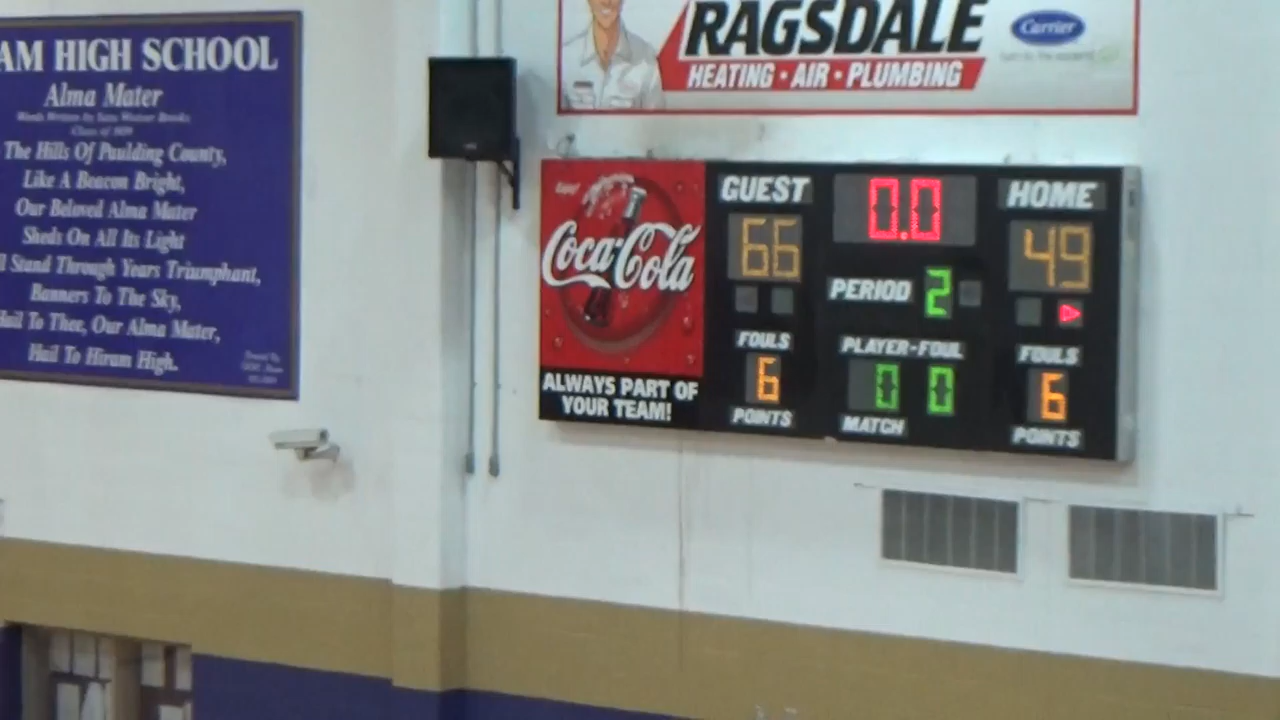 AM HIGH SCHOOL
Alma Mater
Class of 1959
The Hills Of Paulding County,
Like A Beacon Bright,
Our Beloved Alma Mater
Sheds On All Its Light
Stand Through Years Triumphant,
Banners To The Sky,
Hail To Thee, Our Alma Mater,
Hail To Hiram High.
RAGSDALE
HEATING · AIR · PLUMBING
Carrier
Coca-Cola
ALWAYS PART OF
YOUR TEAM!
GUEST 0.0 HOME
66 49
PERIOD 2
FOULS PLAYER-FOUL FOULS
6 0 0 6
POINTS MATCH POINTS